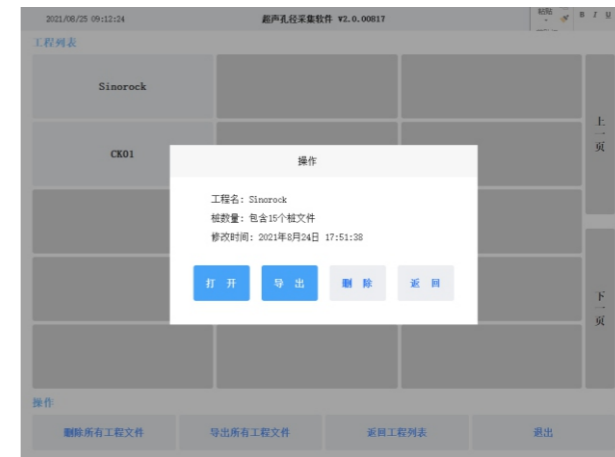 2021/08/25 09:12:24
超声孔径采集软件 V2.0.00817
粘贴
B I U
工程列表
Sinorock
CK01
上一页
操作
工程名: Sinorock
桩数量: 包含15个桩文件
修改时间: 2021年8月24日 17:51:38
打 开
导 出
删 除
返 回
下一页
操作
删除所有工程文件
导出所有工程文件
返回工程列表
退出